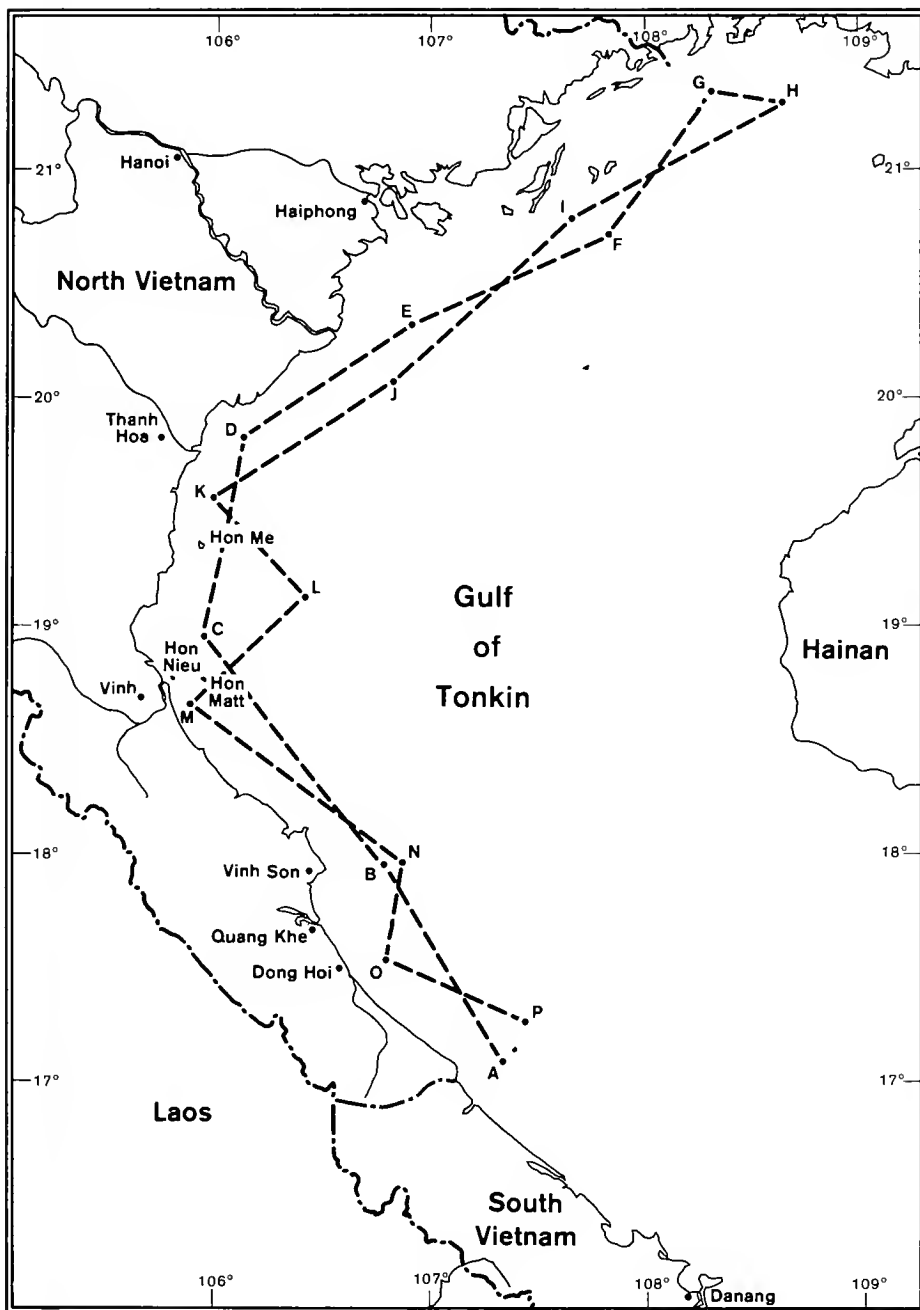 106°
107°
108°
109°
G
H
Hanoi
21°
21°
Haiphong
I
F
North Vietnam
E
J
20°
20°
Thanh
Hoa
D
K
Hon Me
L
Gulf
of
Tonkin
19°
19°
C
Hon
Nieu
Hainan
Vinh
Hon
Matt
M
18°
18°
N
B
Vinh Son
Quang Khe
Dong Hoi
O
P
A
17°
17°
Laos
South
Vietnam
106°
107°
108°
109°
Danang